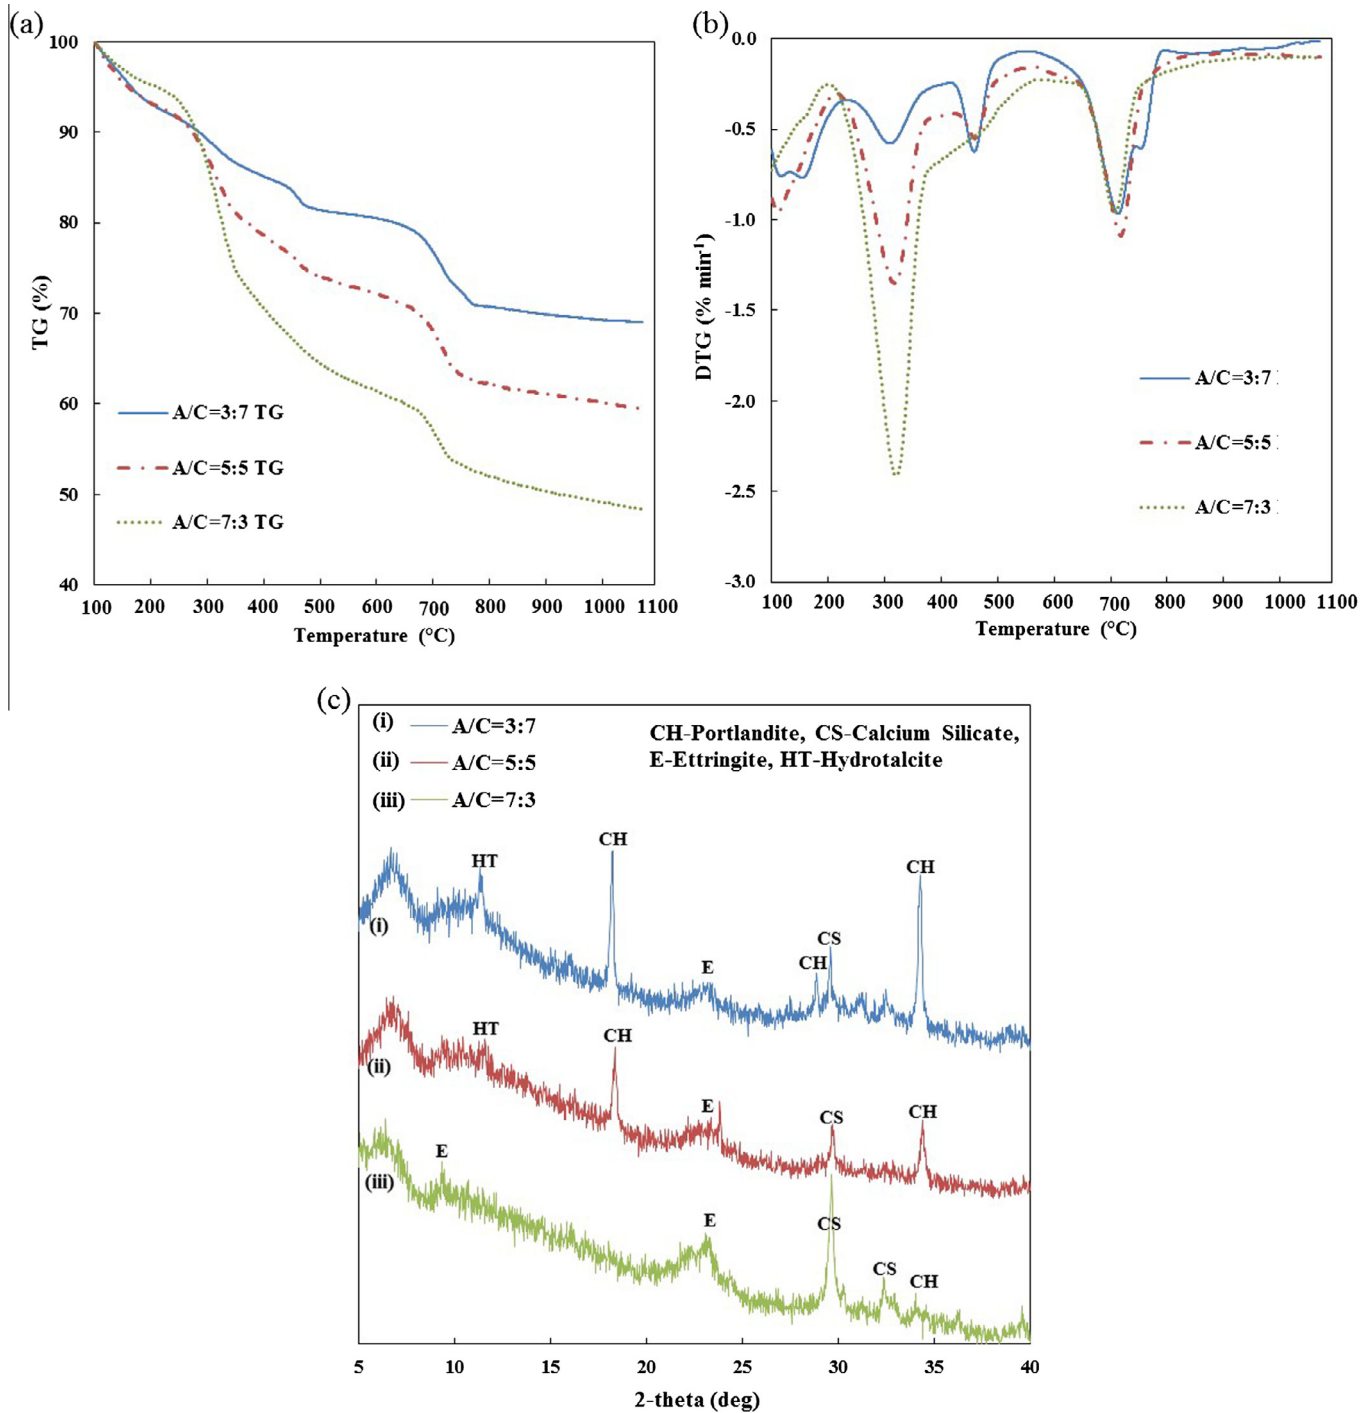 (a)
100
90
80
70
60
50
40
TG (%)
A/C=3:7 TG
A/C=5:5 TG
A/C=7:3 TG
100 200 300 400 500 600 700 800 900 1000 1100
Temperature (°C)
(b)
0.0
-0.5
-1.0
-1.5
-2.0
-2.5
-3.0
DTG (% min-1)
A/C=3:7
A/C=5:5
A/C=7:3
100 200 300 400 500 600 700 800 900 1000 1100
Temperature (°C)
(c)
(i) A/C=3:7
(ii) A/C=5:5
(iii) A/C=7:3
CH-Portlandite, CS-Calcium Silicate,
E-Ettringite, HT-Hydrotalcite
HT
CH
E
CH
CS
CH
(i)
HT
CH
E
CS
CH
(ii)
E
E
CS
CS
CH
(iii)
5 10 15 20 25 30 35 40
2-theta (deg)